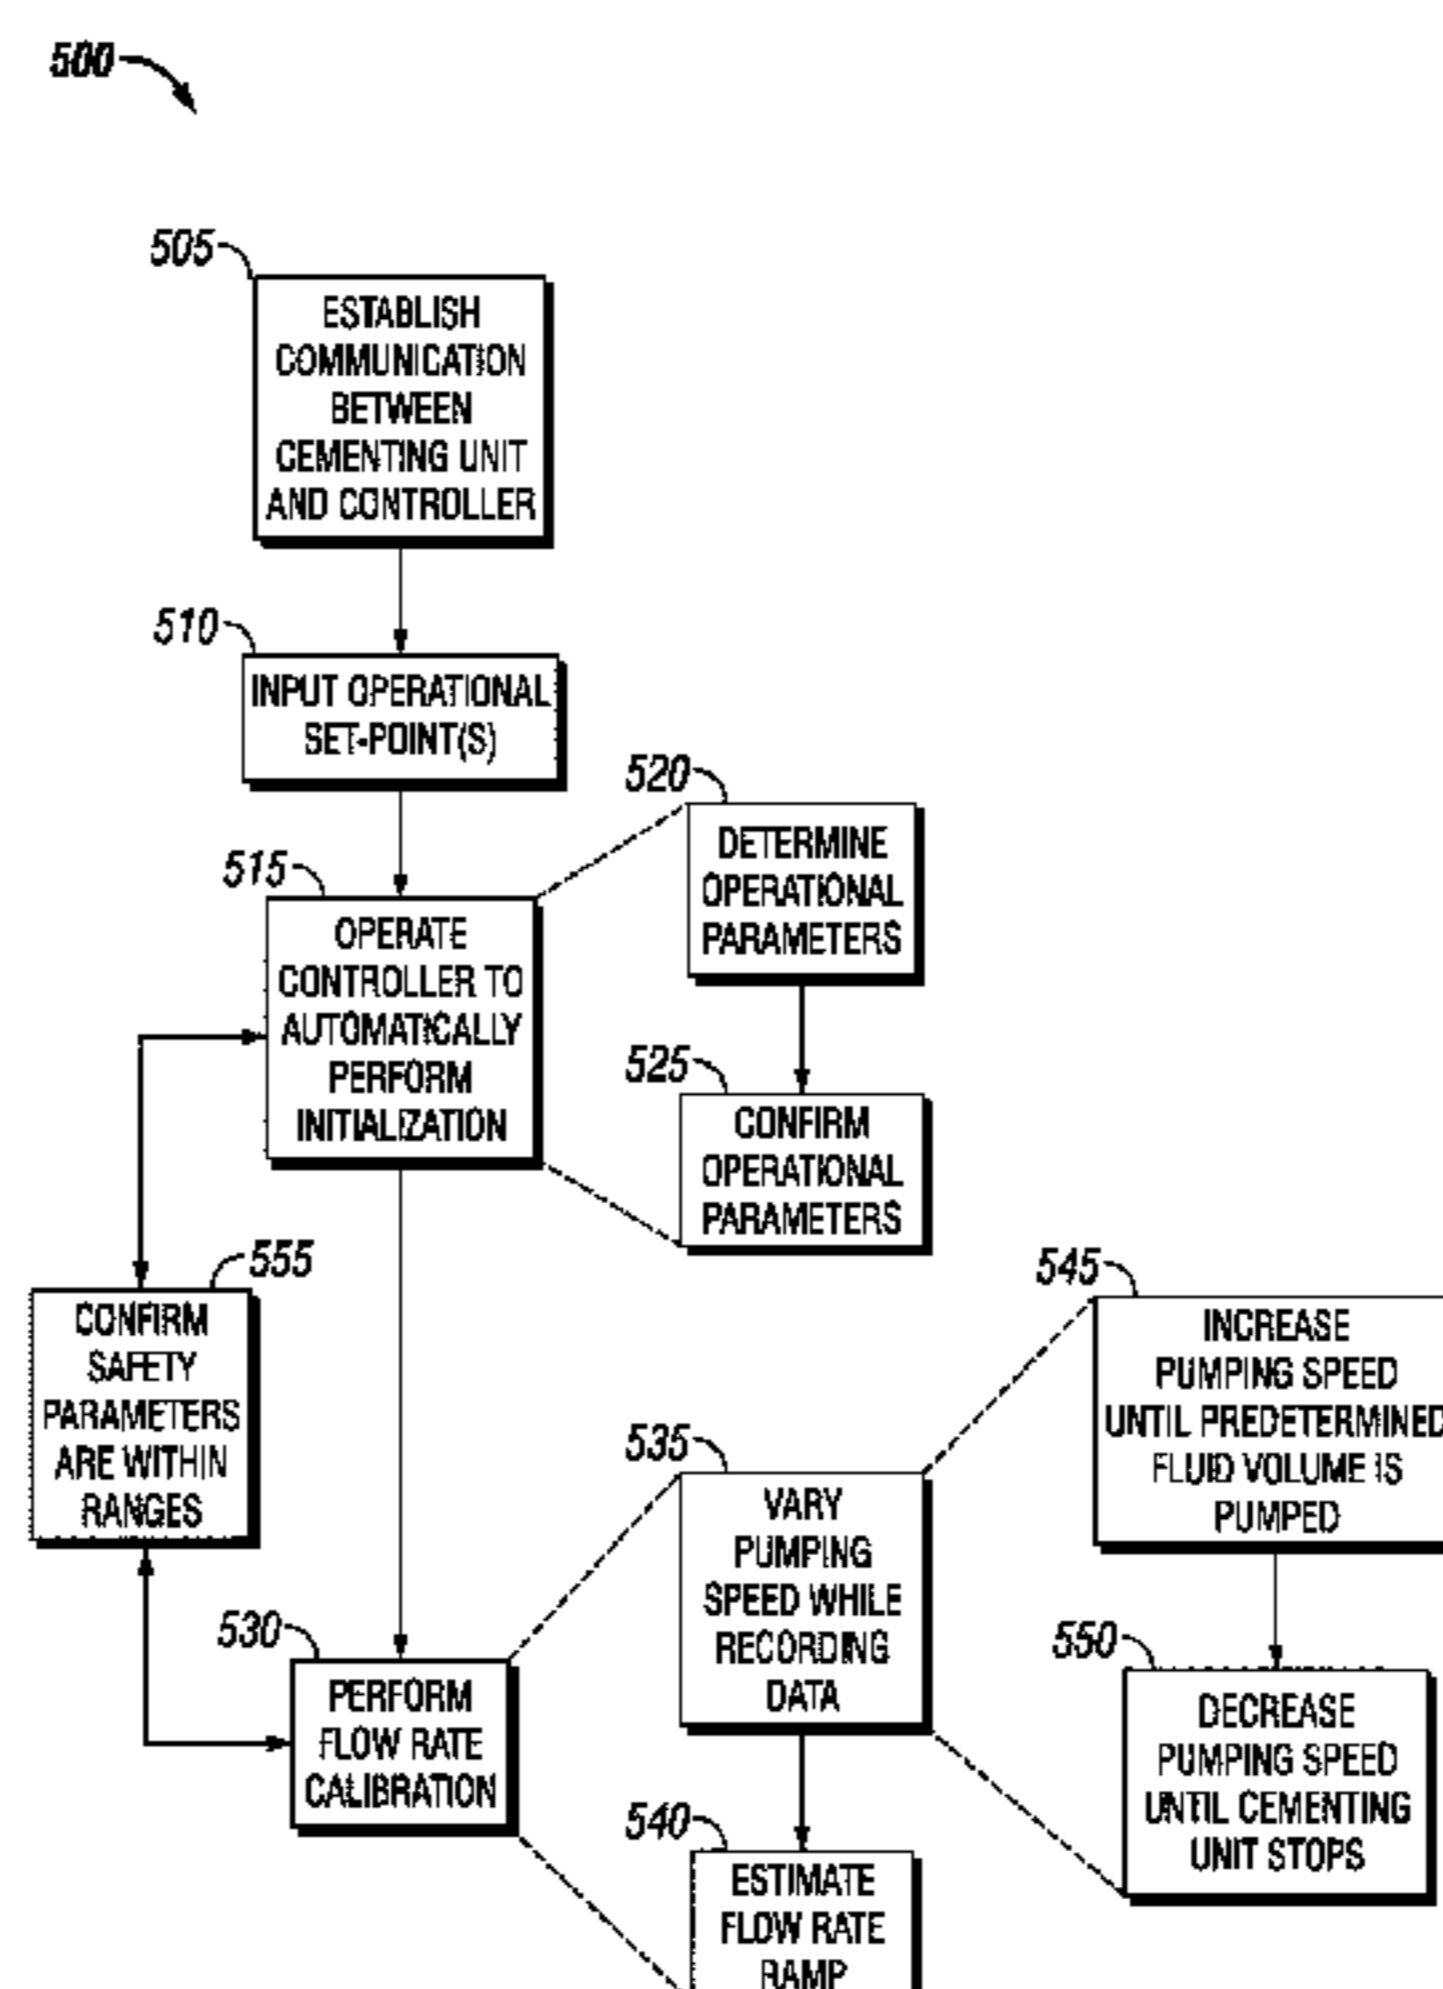 500
505
ESTABLISH
COMMUNICATION
BETWEEN
CEMENTING UNIT
AND CONTROLLER
510
INPUT OPERATIONAL
SET-POINT(S)
515
OPERATE
CONTROLLER TO
AUTOMATICALLY
PERFORM
INITIALIZATION
520
DETERMINE
OPERATIONAL
PARAMETERS
525
CONFIRM
OPERATIONAL
PARAMETERS
555
CONFIRM
SAFETY
PARAMETERS
ARE WITHIN
RANGES
530
PERFORM
FLOW RATE
CALIBRATION
535
VARY
PUMPING
SPEED WHILE
RECORDING
DATA
540
ESTIMATE
FLOW RATE
RAMP
545
INCREASE
PUMPING SPEED
UNTIL PREDETERMINED
FLUID VOLUME IS
PUMPED
550
DECREASE
PUMPING SPEED
UNTIL CEMENTING
UNIT STOPS